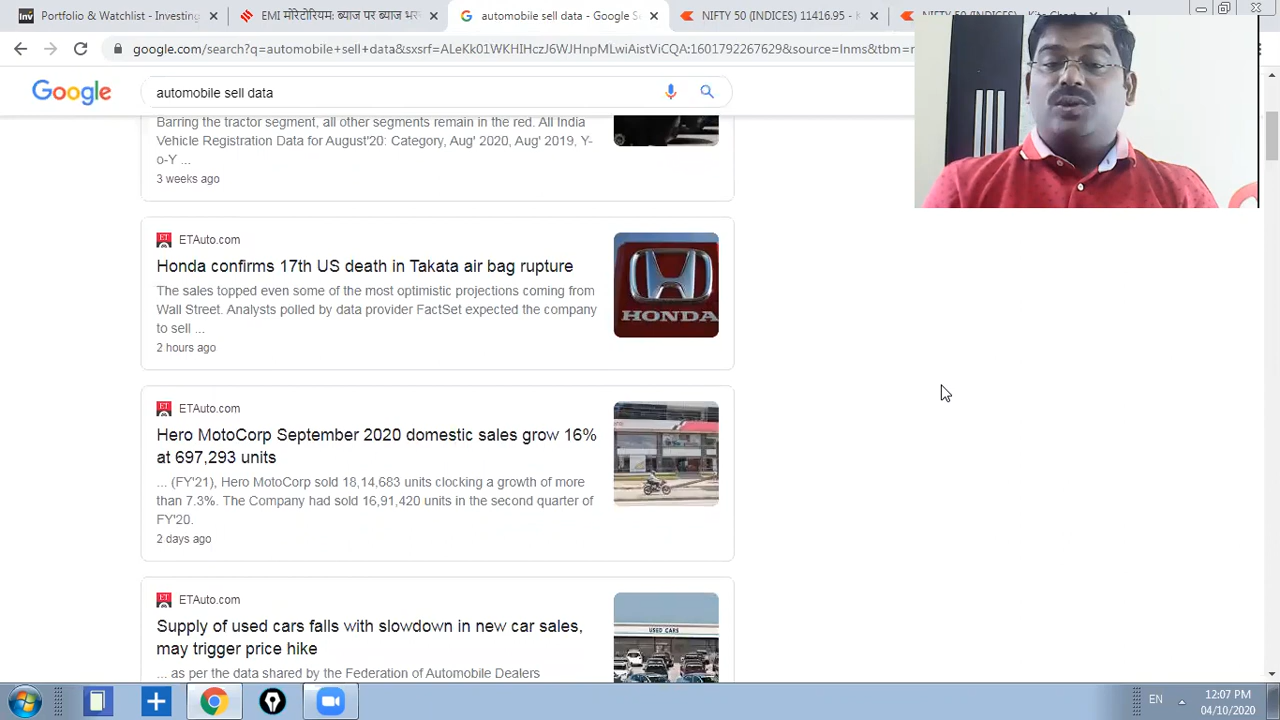 Inv Portfolio & Watchlist - Investing
EMI मोरेटोरियम: ब्याज पर ब्याज
automobile sell data - Google S
NIFTY 50 (INDICES) 11416.95 - K
NIFTY 50 (INDICES)
google.com/search?q=automobile+sell+data&sxsrf=ALeKk01WKHIHczJ6WJHnpMLwiAistViCQA:1601792267629&source=lnms&tbm=n
Google
automobile sell data
Barring the tractor segment, all other segments remain in the red. All India
Vehicle Registration Data for August'20: Category, Aug' 2020, Aug' 2019, Y-
o-Y ...
3 weeks ago
ET ETAuto.com
Honda confirms 17th US death in Takata air bag rupture
The sales topped even some of the most optimistic projections coming from
Wall Street. Analysts polled by data provider FactSet expected the company
to sell ...
2 hours ago
HONDA
ET ETAuto.com
Hero MotoCorp September 2020 domestic sales grow 16%
at 697,293 units
... (FY'21), Hero MotoCorp sold 18,14,683 units clocking a growth of more
than 7.3%. The Company had sold 16,91,420 units in the second quarter of
FY'20.
2 days ago
ET ETAuto.com
Supply of used cars falls with slowdown in new car sales,
may trigger price hike
... as per the data shared by the Federation of Automobile Dealers
USED CARS
EN
12:07 PM
04/10/2020